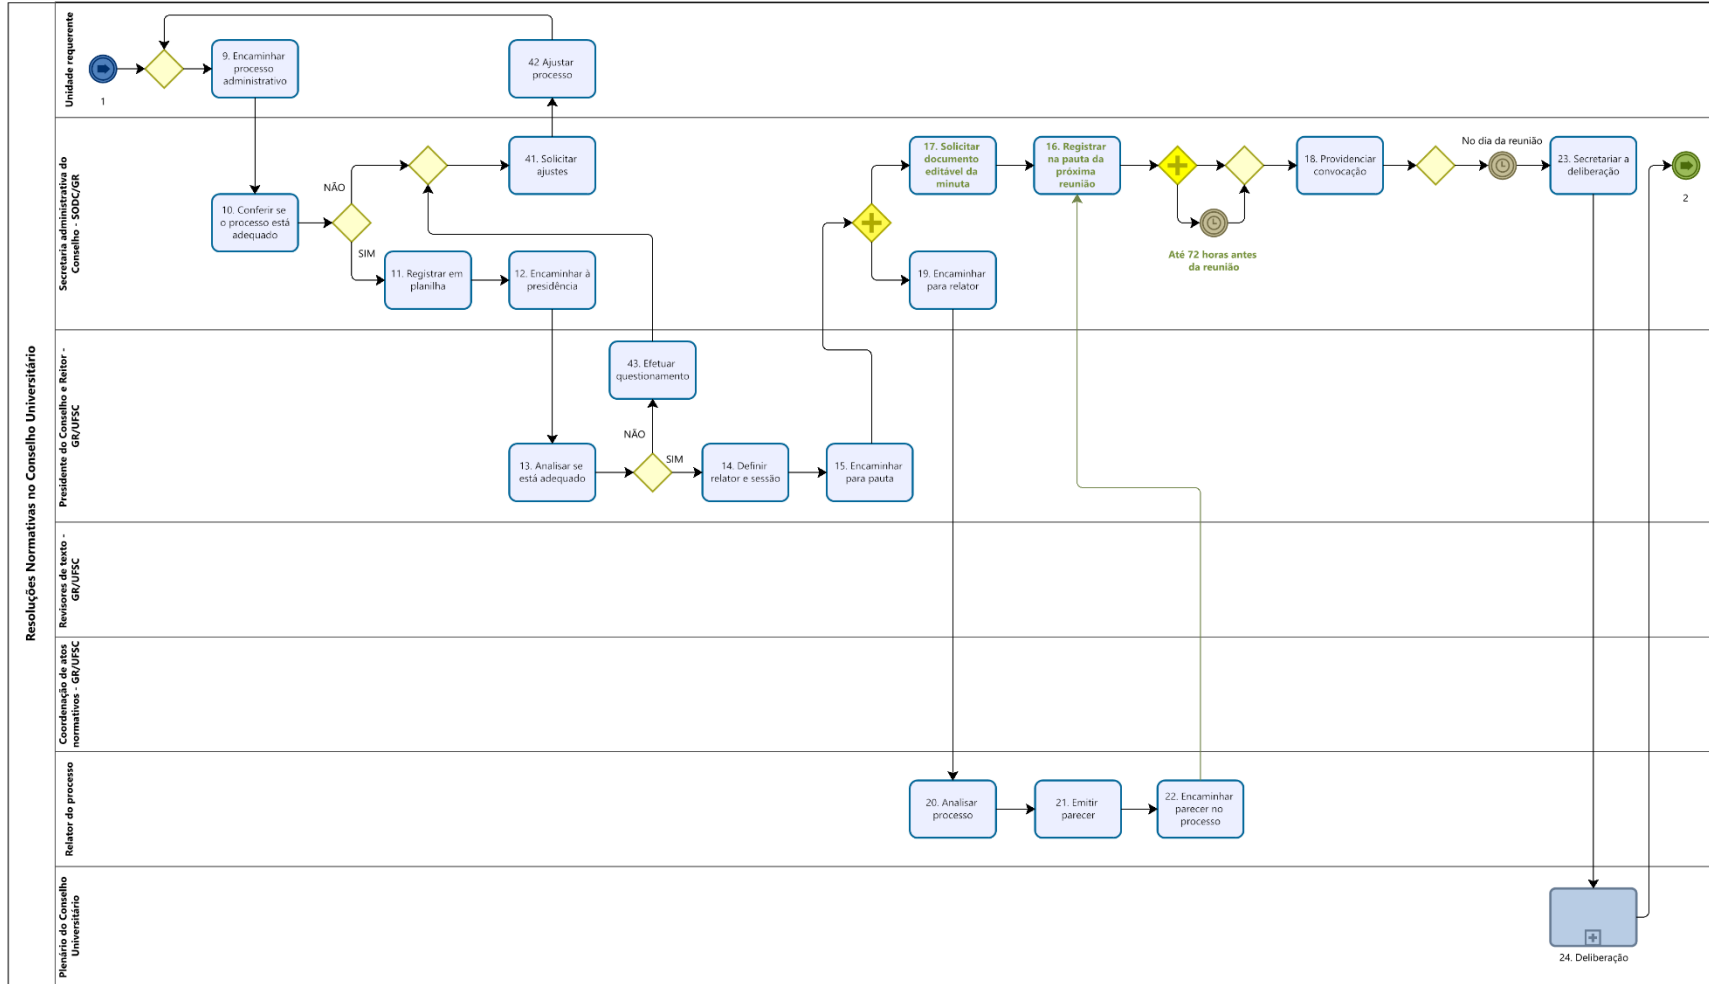 Resoluções Normativas no Conselho Universitário
Unidade requerente
1
9. Encaminhar
processo
administrativo
42 Ajustar
processo
Secretaria administrativa do
Conselho - SODC/GR
10. Conferir se
o processo está
adequado
NÃO
SIM
41. Solicitar
ajustes
11. Registrar em
planilha
12. Encaminhar à
presidência
17. Solicitar
documento
editável da
minuta
16. Registrar
na pauta da
próxima
reunião
19. Encaminhar
para relator
Até 72 horas antes
da reunião
18. Providenciar
convocação
No dia da reunião
23. Secretariar a
deliberação
2
Presidente do Conselho e Reitor -
GR/UFSC
43. Efetuar
questionamento
NÃO
SIM
13. Analisar se
está adequado
14. Definir
relator e sessão
15. Encaminhar
para pauta
Revisores de texto -
GR/UFSC
Coordenação de atos
normativos - GR/UFSC
Relator do processo
20. Analisar
processo
21. Emitir
parecer
22. Encaminhar
parecer no
processo
Plenário do Conselho
Universitário
24. Deliberação